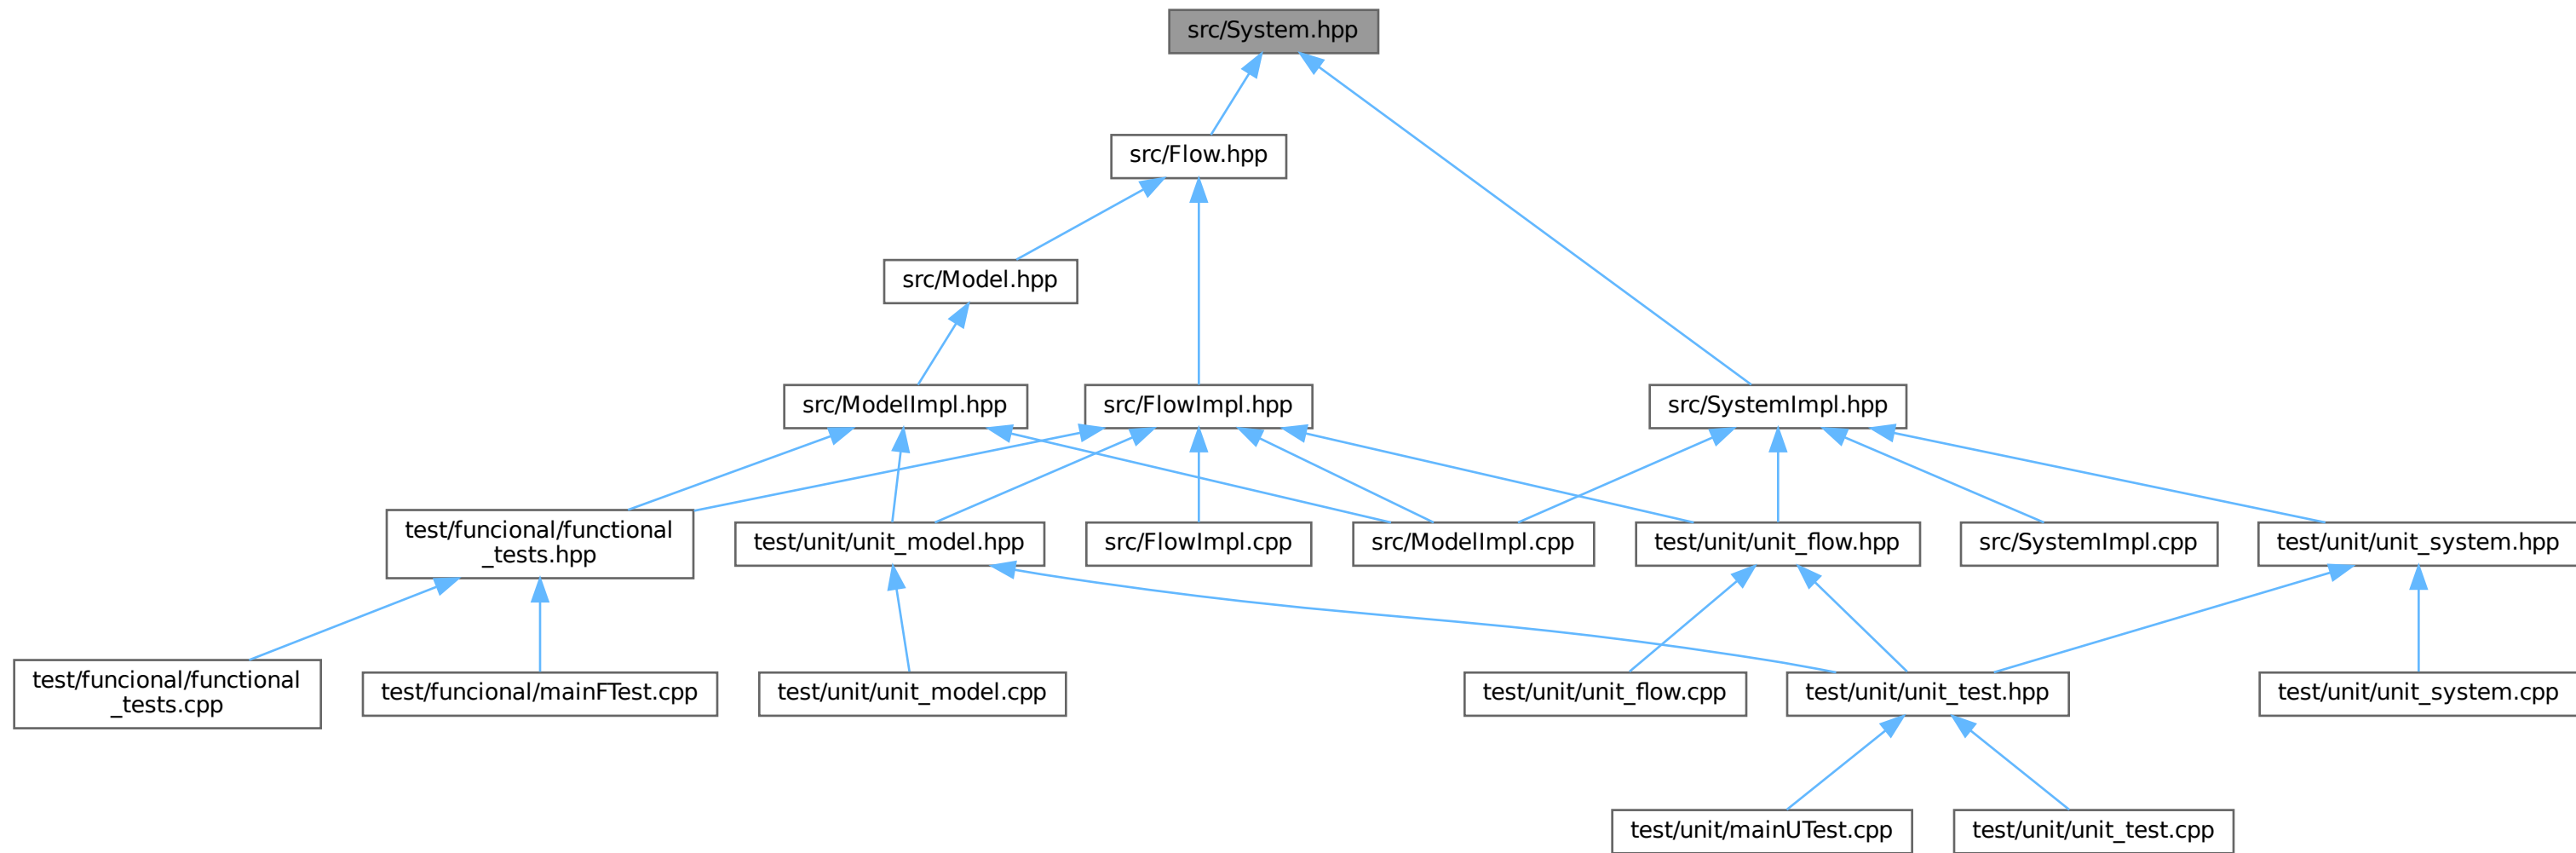 src/System.hpp
src/Flow.hpp
src/Model.hpp
src/ModelImpl.hpp
src/FlowImpl.hpp
src/SystemImpl.hpp
test/funcional/functional
_tests.hpp
test/unit/unit_model.hpp
src/FlowImpl.cpp
src/ModelImpl.cpp
test/unit/unit_flow.hpp
src/SystemImpl.cpp
test/unit/unit_system.hpp
test/funcional/functional
_tests.cpp
test/funcional/mainFTest.cpp
test/unit/unit_model.cpp
test/unit/unit_flow.cpp
test/unit/unit_test.hpp
test/unit/unit_system.cpp
test/unit/mainUTest.cpp
test/unit/unit_test.cpp